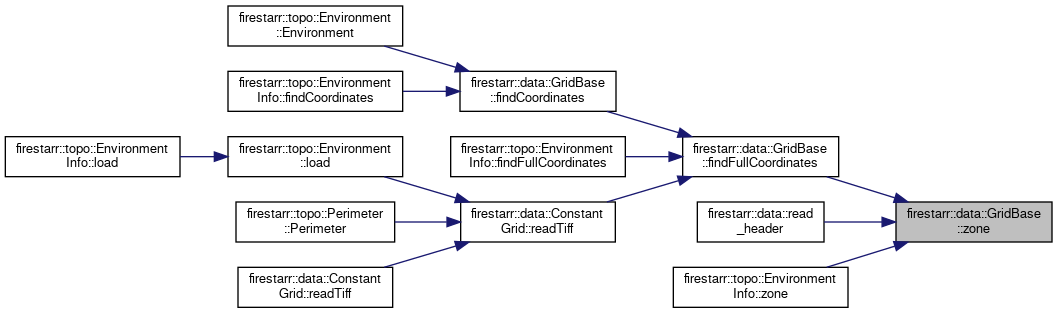 firestarr::topo::Environment
::Environment
firestarr::topo::Environment
Info::findCoordinates
firestarr::data::GridBase
::findCoordinates
firestarr::topo::Environment
Info::load
firestarr::topo::Environment
::load
firestarr::topo::Environment
Info::findFullCoordinates
firestarr::data::GridBase
::findFullCoordinates
firestarr::topo::Perimeter
::Perimeter
firestarr::data::Constant
Grid::readTiff
firestarr::data::read
_header
firestarr::data::GridBase
::zone
firestarr::data::Constant
Grid::readTiff
firestarr::topo::Environment
Info::zone